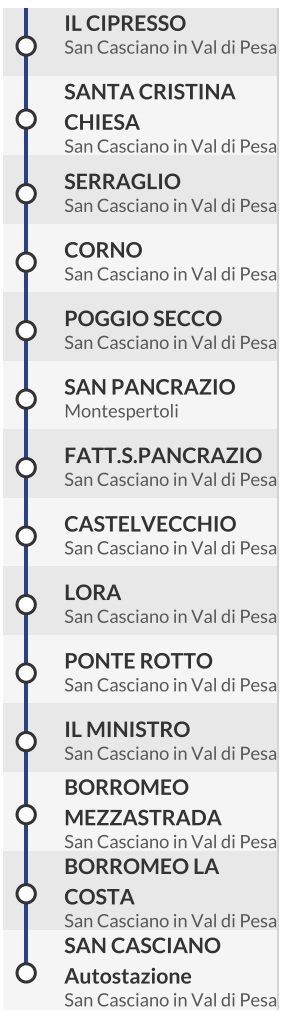 IL CIPRESSO
San Casciano in Val di Pesa
SANTA CRISTINA
CHIESA
San Casciano in Val di Pesa
SERRAGLIO
San Casciano in Val di Pesa
CORNO
San Casciano in Val di Pesa
POGGIO SECCO
San Casciano in Val di Pesa
SAN PANCRAZIO
Montespertoli
FATT.S.PANCRAZIO
San Casciano in Val di Pesa
CASTELVECCHIO
San Casciano in Val di Pesa
LORA
San Casciano in Val di Pesa
PONTE ROTTO
San Casciano in Val di Pesa
IL MINISTRO
San Casciano in Val di Pesa
BORROMEO
MEZZASTRADA
San Casciano in Val di Pesa
BORROMEO LA
COSTA
San Casciano in Val di Pesa
SAN CASCIANO
Autostazione
San Casciano in Val di Pesa